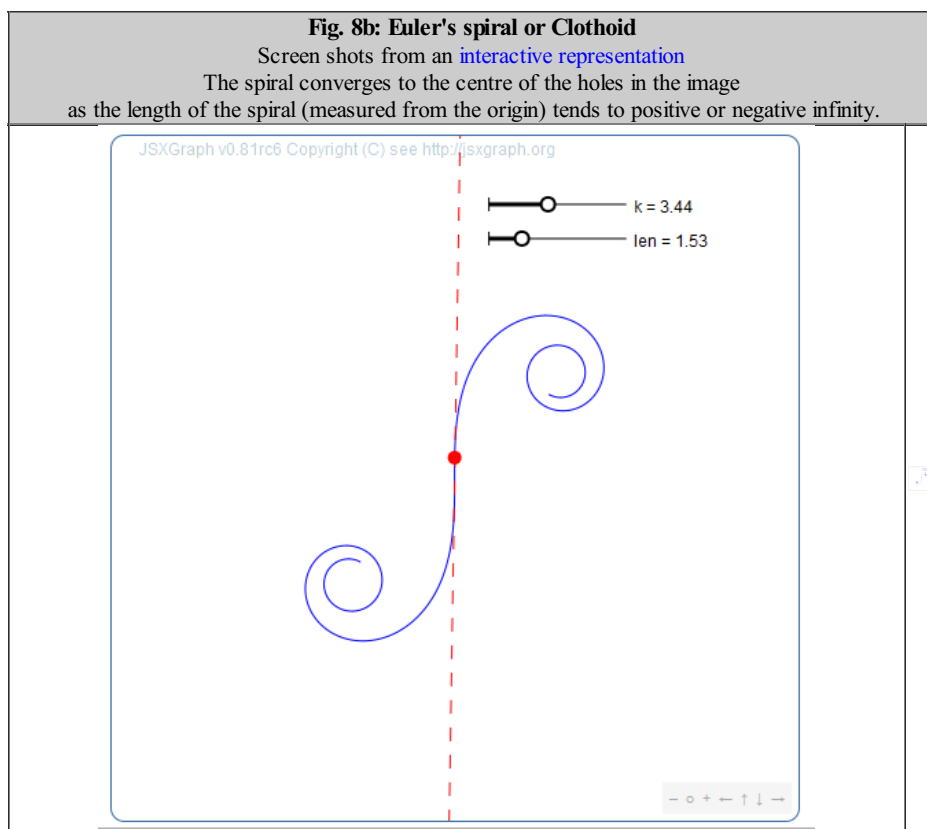 Fig. 8b: Euler's spiral or Clothoid
Screen shots from an interactive representation
The spiral converges to the centre of the holes in the image
as the length of the spiral (measured from the origin) tends to positive or negative infinity.
JSXGraph v0.81rc6 Copyright (C) see http://jsxgraph.org
k = 3.44
len = 1.53
− o + ← ↑ ↓ →